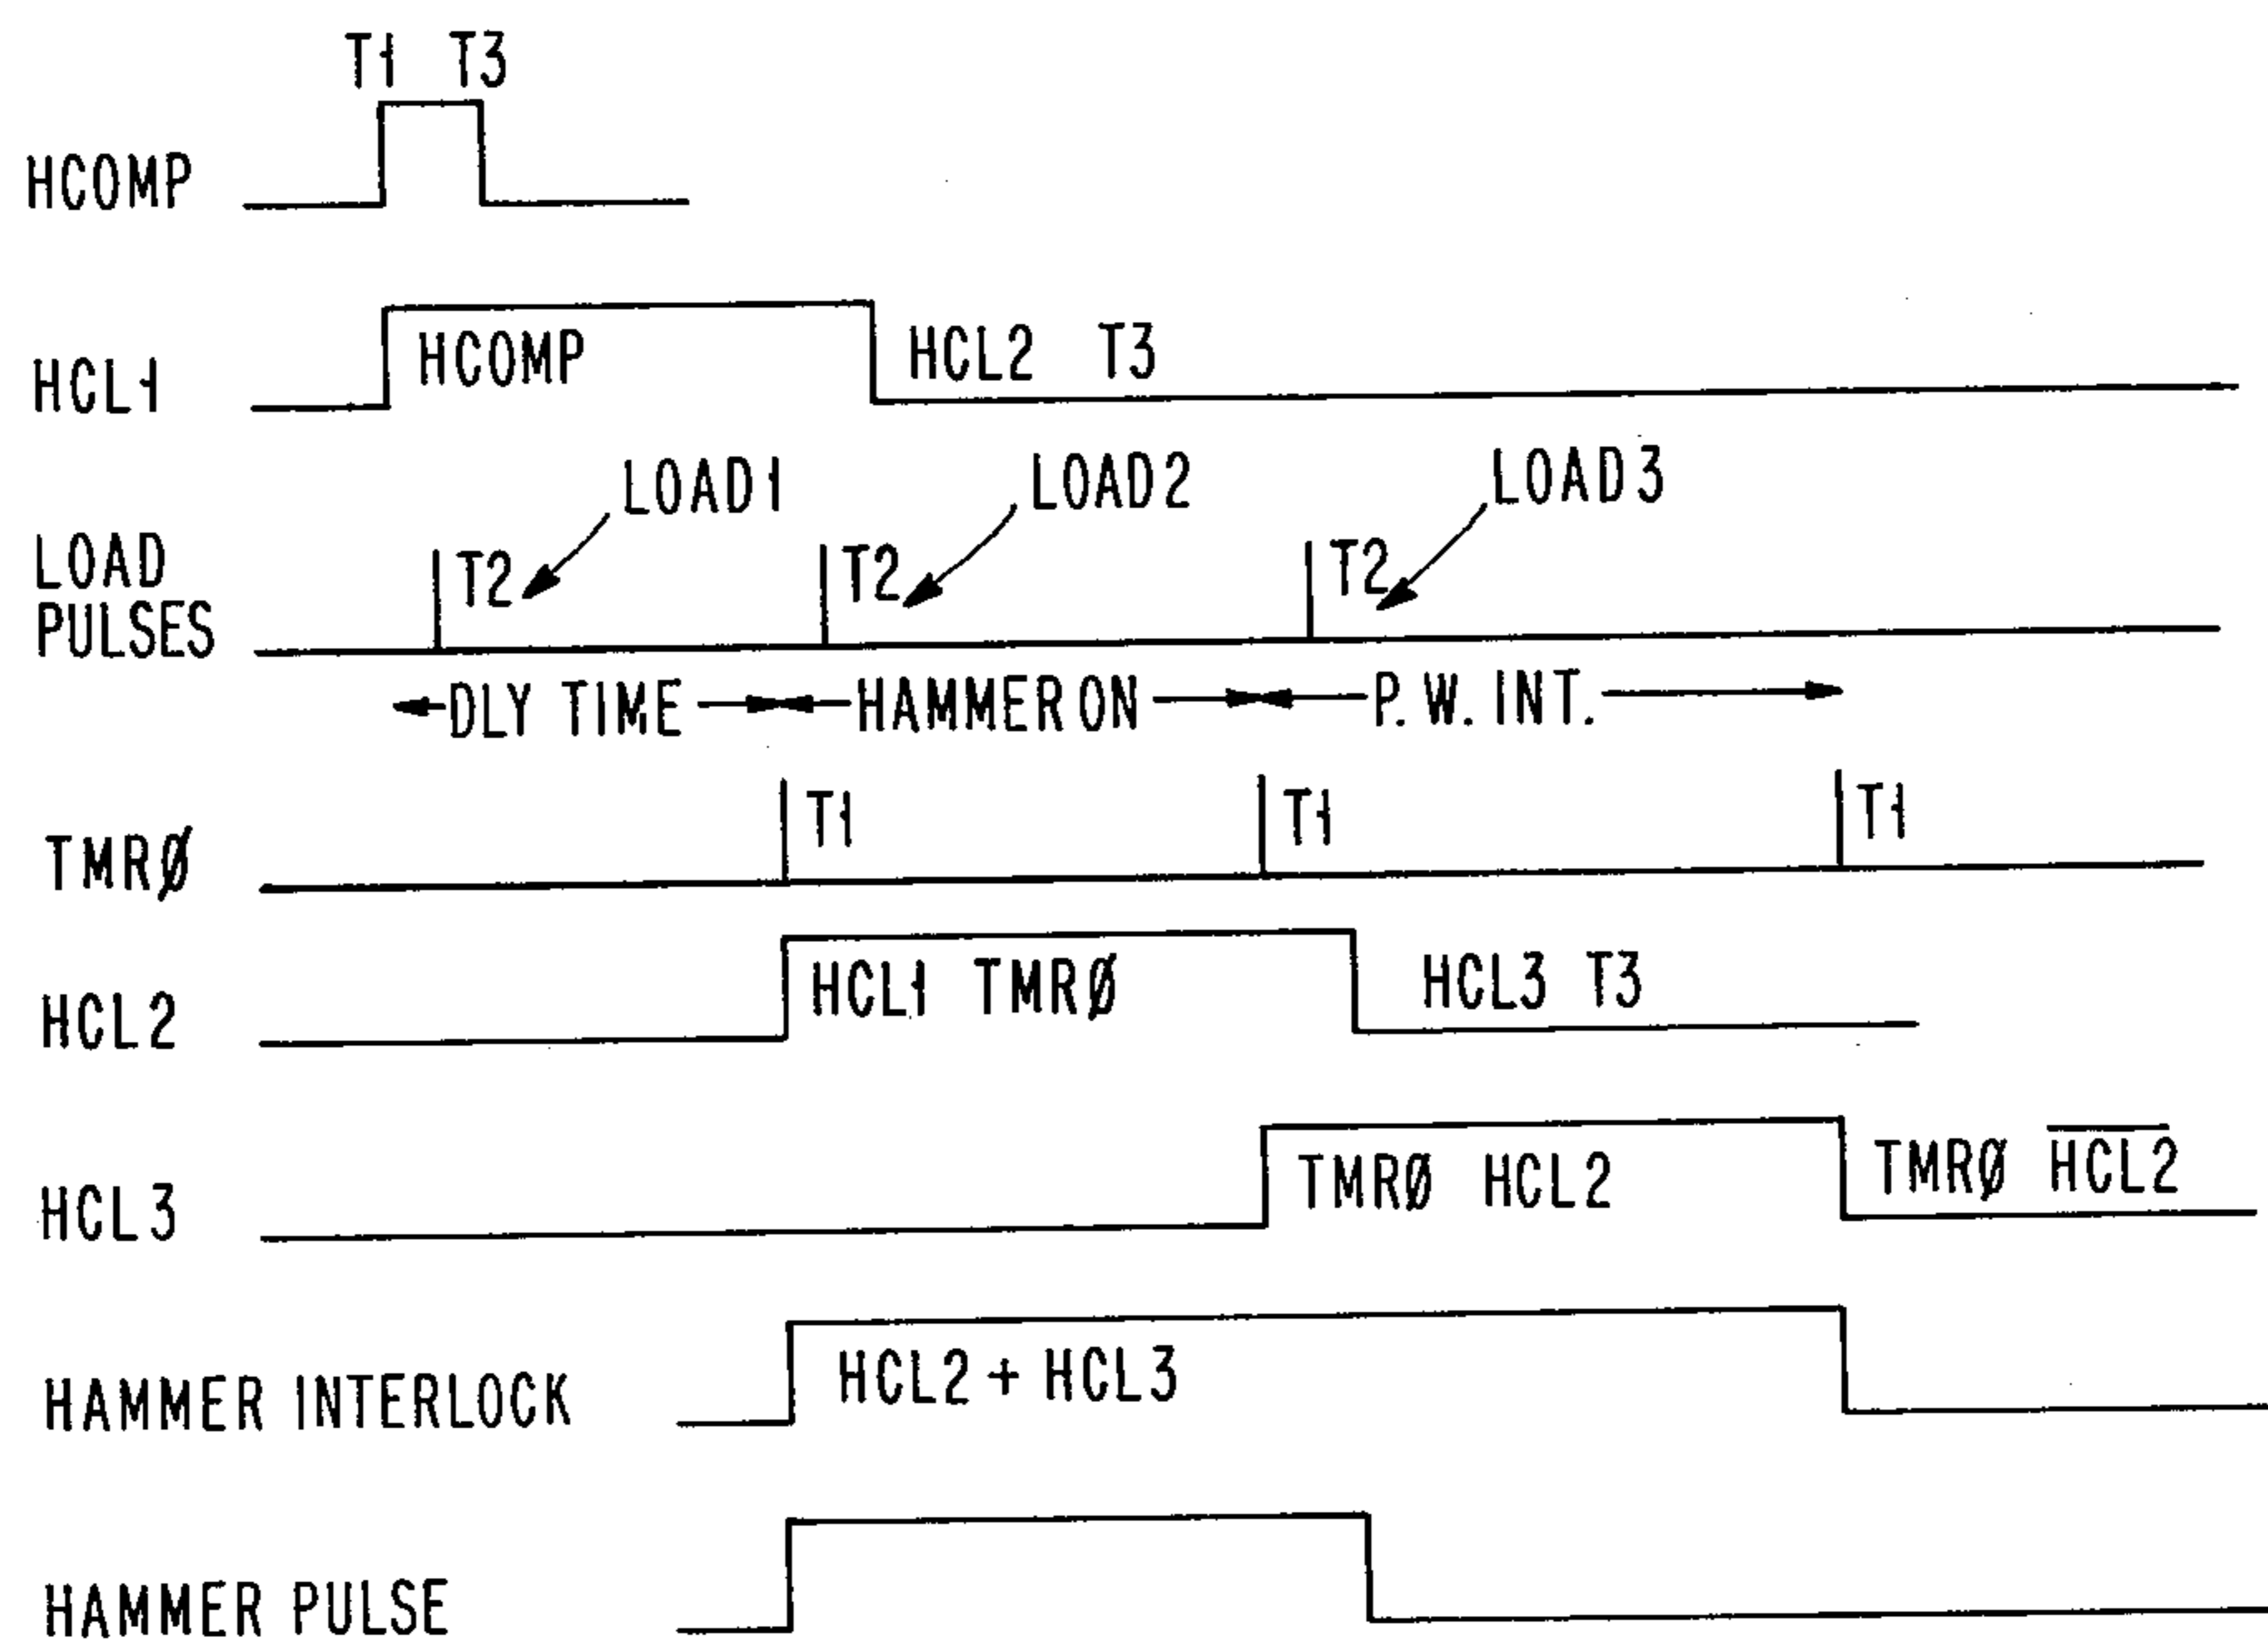 T1 T3
HCOMP
HCL1
HCOMP
HCL2 T3
LOAD1
LOAD2
LOAD3
LOAD
PULSES
T2
T2
T2
DLY TIME
HAMMER ON
P. W. INT.
TMRØ
T1
T1
T1
HCL2
HCL1 TMRØ
HCL3 T3
HCL3
TMRØ HCL2
TMRØ H̅C̅L̅2̅
HAMMER INTERLOCK
HCL2 + HCL3
HAMMER PULSE